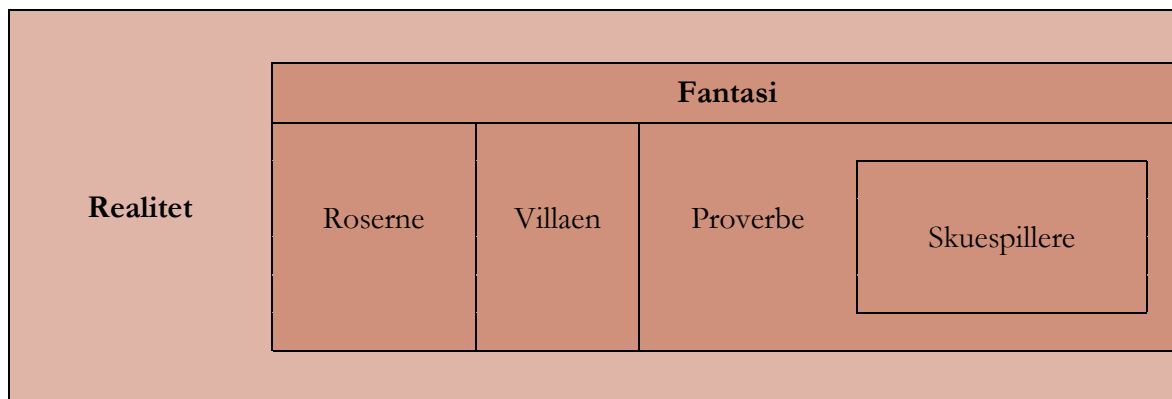 Fantasi
Realitet
Roserne
Villaen
Proverbe
Skuespillere